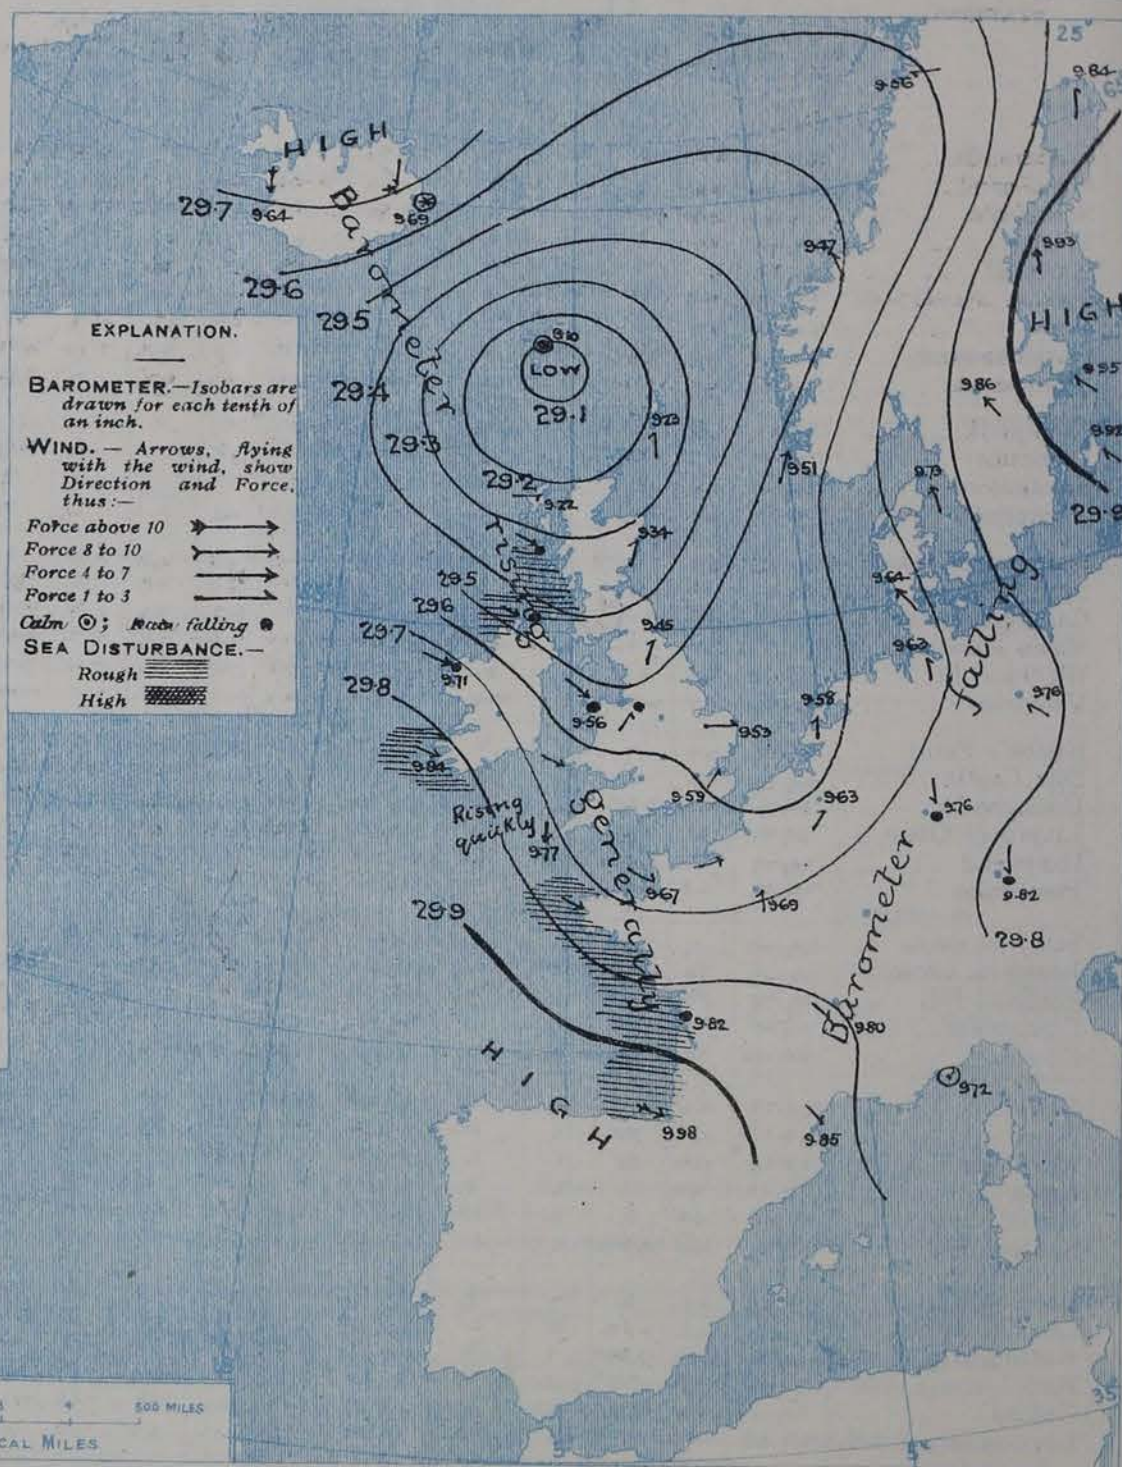 25°
9.84
9.56
HIGH
29.7
9.64
9.69
Barometer
9.47
9.93
29.6
HIGH
29.5
9.10
LOW
29.1
29.4
9.23
9.86
9.95
29.3
9.92
29.2
9.22
9.51
9.73
29.9
9.34
EXPLANATION.
BAROMETER.—Isobars are
drawn for each tenth of
an inch.
WIND. — Arrows, flying
with the wind, show
Direction and Force,
thus:—
Force above 10
Force 8 to 10
Force 4 to 7
Force 1 to 3
Calm ; Rain falling
SEA DISTURBANCE.—
Rough
High
rising
29.5
29.6
29.7
29.8
9.64
9.45
9.63
falling
9.71
9.56
9.58
9.76
9.53
9.84
9.59
9.63
9.76
Rising
quickly
9.77
generally
9.67
9.69
9.82
29.9
29.8
Barometer
9.82
9.80
HIGH
9.72
9.98
9.85
500 MILES
CAL MILES
5°
5°
35